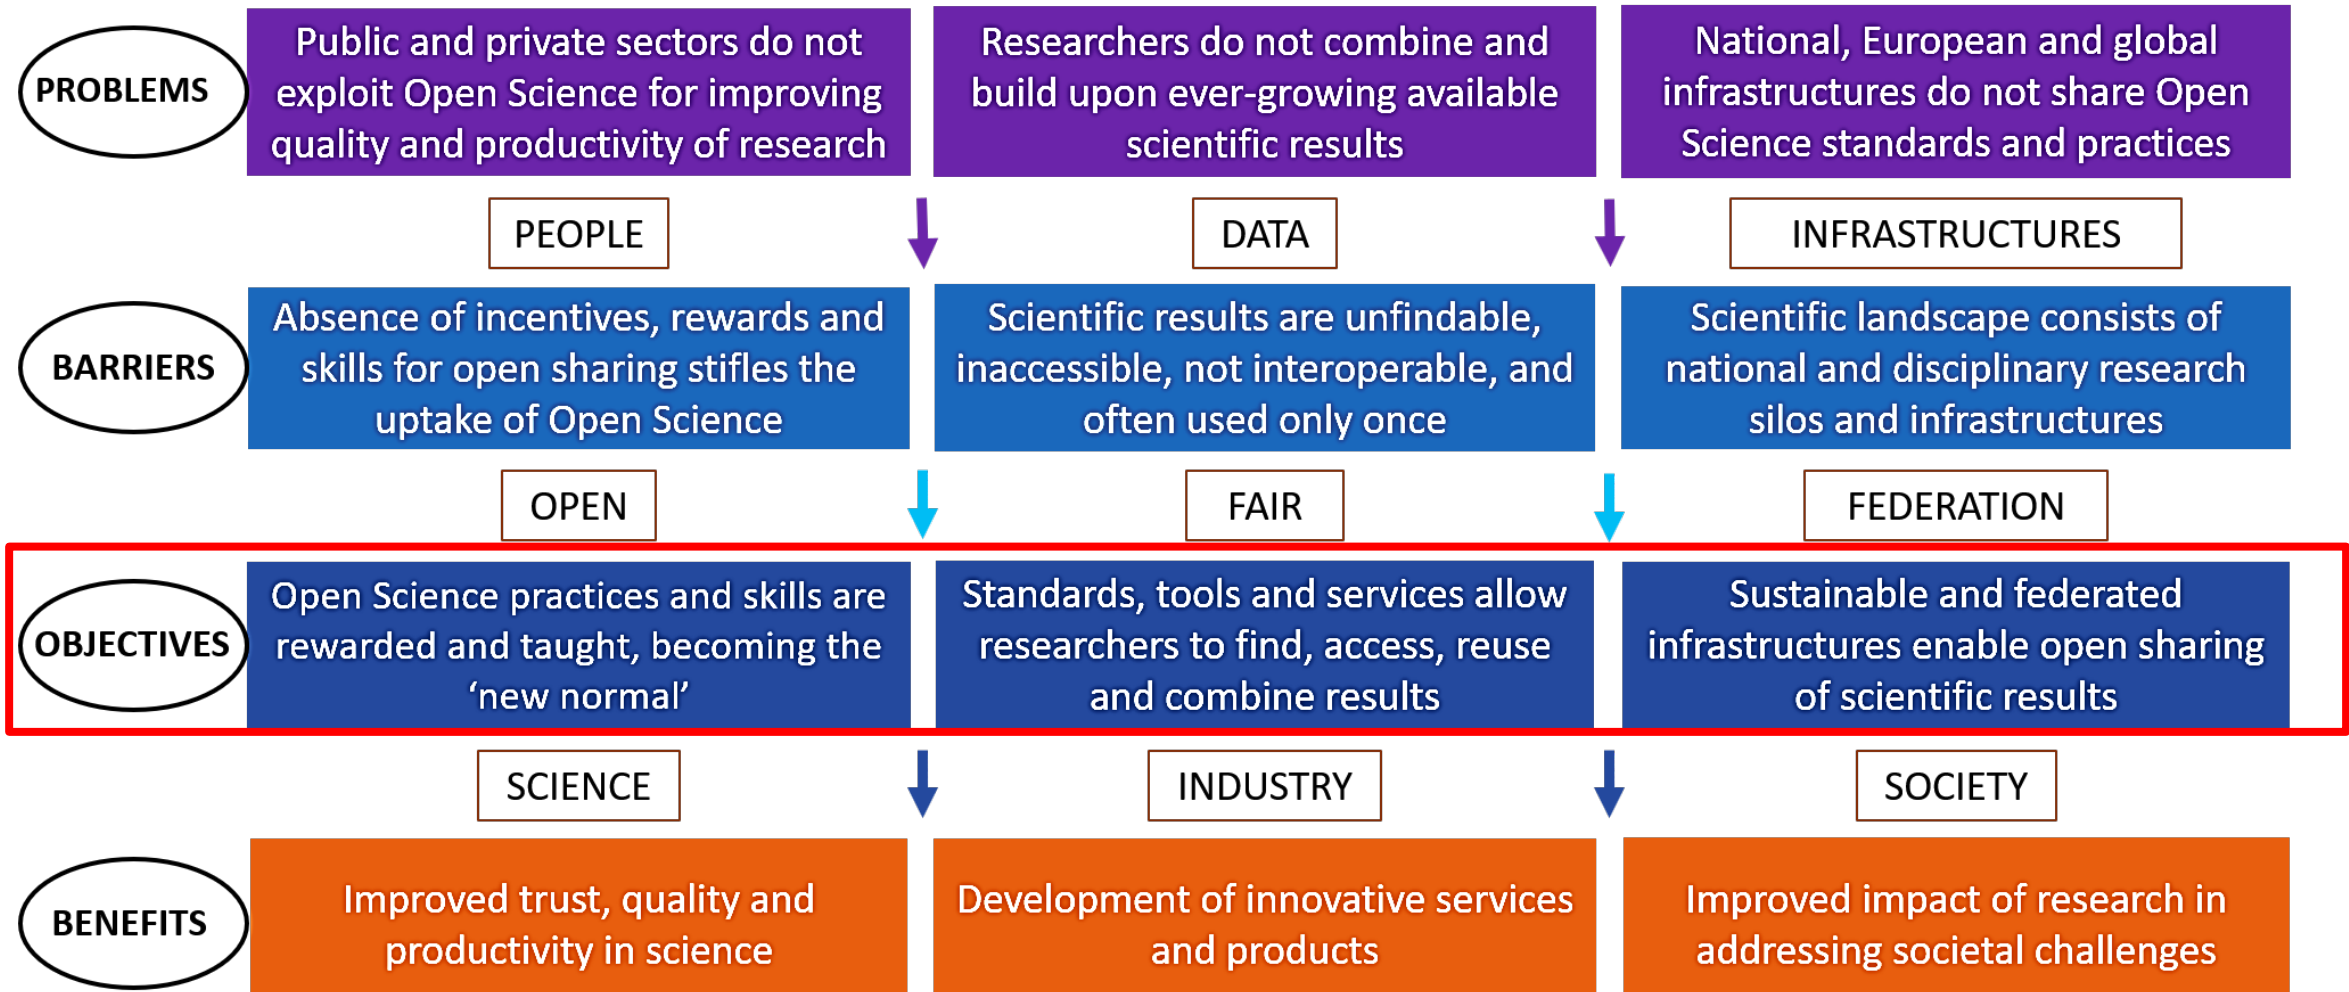 PROBLEMS
Public and private sectors do not
exploit Open Science for improving
quality and productivity of research
Researchers do not combine and
build upon ever-growing available
scientific results
National, European and global
infrastructures do not share Open
Science standards and practices
PEOPLE
DATA
INFRASTRUCTURES
BARRIERS
Absence of incentives, rewards and
skills for open sharing stifles the
uptake of Open Science
Scientific results are unfindable,
inaccessible, not interoperable, and
often used only once
Scientific landscape consists of
national and disciplinary research
silos and infrastructures
OPEN
FAIR
FEDERATION
OBJECTIVES
Open Science practices and skills are
rewarded and taught, becoming the
‘new normal’
Standards, tools and services allow
researchers to find, access, reuse
and combine results
Sustainable and federated
infrastructures enable open sharing
of scientific results
SCIENCE
INDUSTRY
SOCIETY
BENEFITS
Improved trust, quality and
productivity in science
Development of innovative services
and products
Improved impact of research in
addressing societal challenges